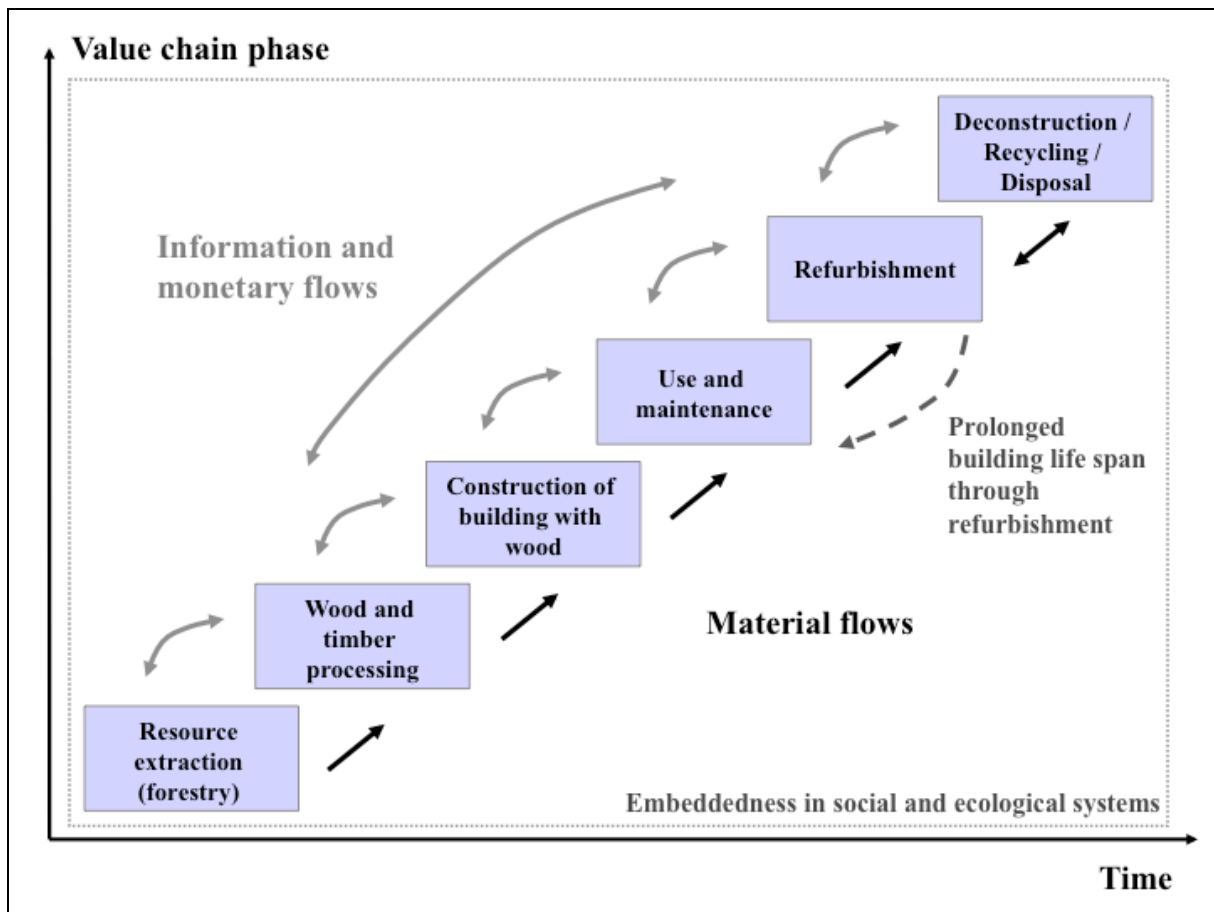 Value chain phase
Deconstruction /
Recycling /
Disposal
Information and
monetary flows
Refurbishment
Use and
maintenance
Prolonged
building life span
through
refurbishment
Construction of
building with
wood
Wood and
timber
processing
Material flows
Resource
extraction
(forestry)
Embeddedness in social and ecological systems
Time